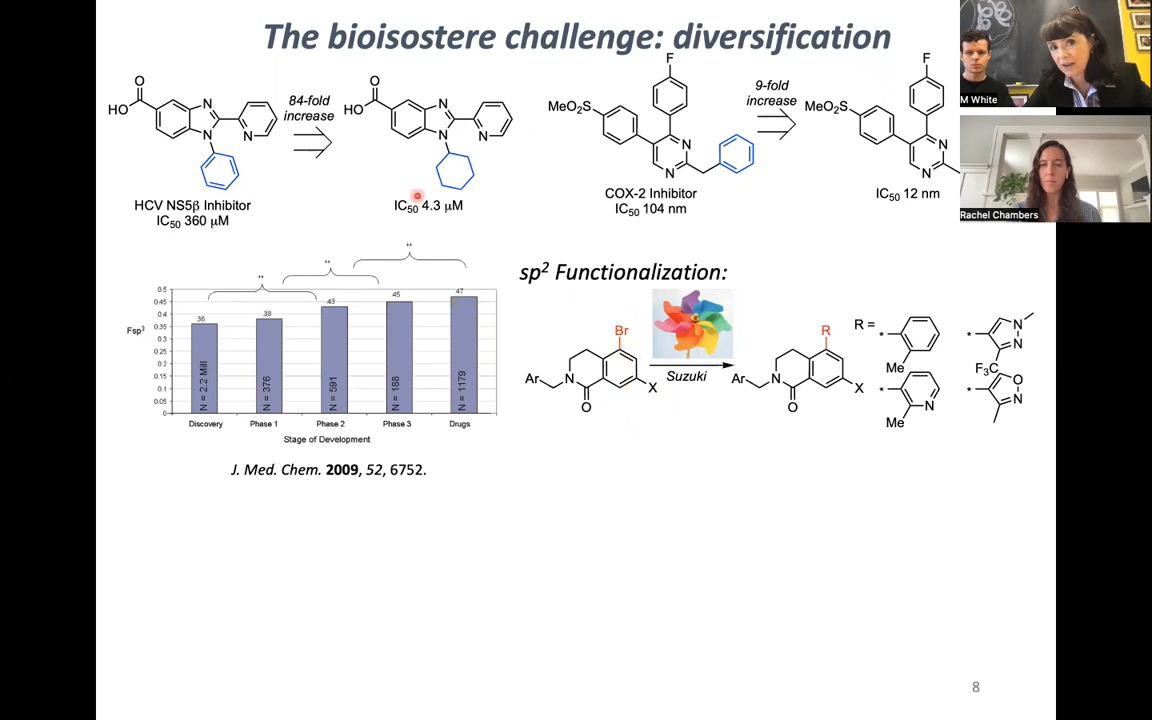 The bioisostere challenge: diversification
M White
Rachel Chambers
O
HO
N
N
N
84-fold
increase
O
HO
N
N
N
HCV NS5β Inhibitor
IC50 360 μM
IC50 4.3 μM
F
MeO2S
N
N
COX-2 Inhibitor
IC50 104 nm
9-fold
increase
F
MeO2S
N
N
IC50 12 nm
Fsp3
0.5
0.45
0.4
0.35
0.3
0.25
0.2
0.15
0.1
0.05
0
**
**
**
.36
.38
.43
.45
.47
N = 2.2 Mill
N = 376
N = 591
N = 188
N = 1179
Discovery
Phase 1
Phase 2
Phase 3
Drugs
Stage of Development
J. Med. Chem. 2009, 52, 6752.
sp2 Functionalization:
Br
Ar
N
O
X
Suzuki
R
Ar
N
O
X
R =
*
Me
*
N
N
F3C
*
Me
N
*
O
N
8